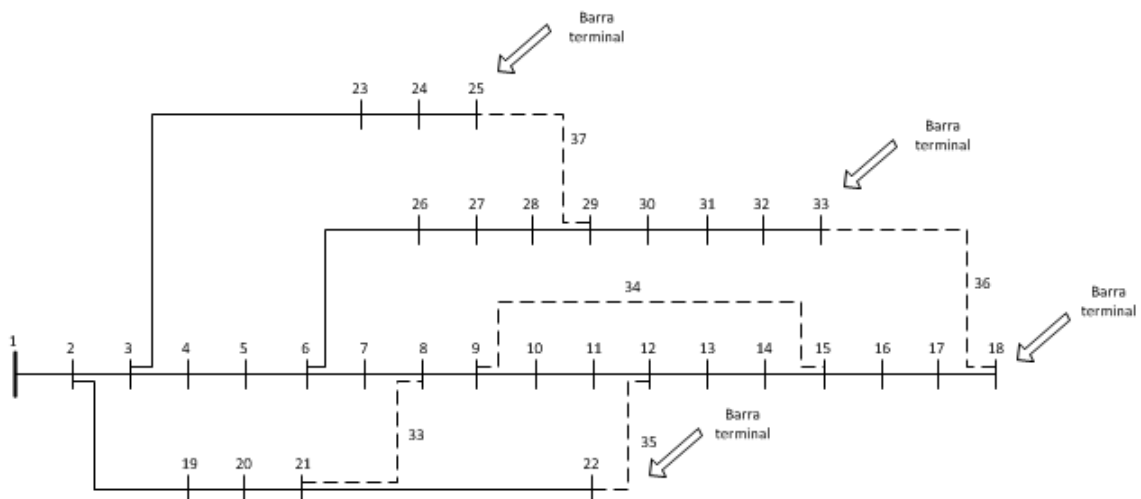 Barra
terminal
23 24 25
37
Barra
terminal
26 27 28 29 30 31 32 33
34
36
Barra
terminal
1 2 3 4 5 6 7 8 9 10 11 12 13 14 15 16 17 18
Barra
terminal
33
35
19 20 21 22